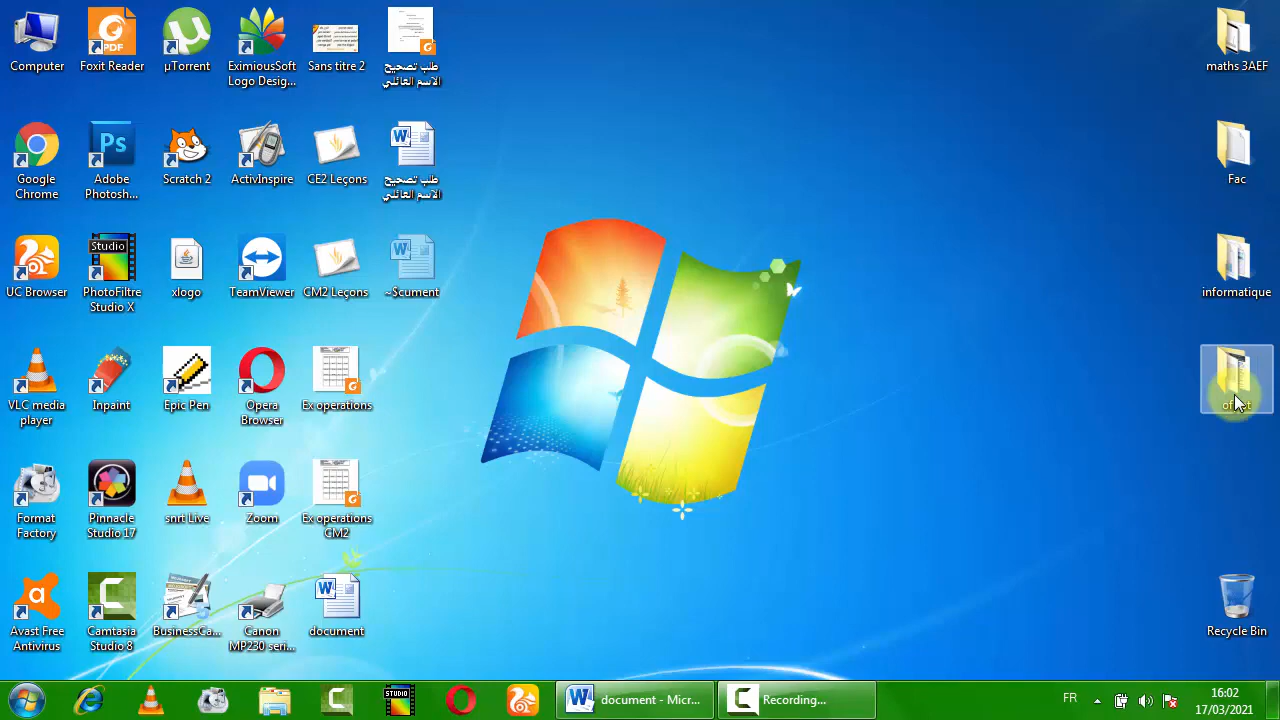 Computer
Foxit Reader
µTorrent
EximiousSoft
Logo Desig...
Sans titre 2
طلب تصحيح
الاسم العائلي
Google
Chrome
Adobe
Photosh...
Scratch 2
ActivInspire
CE2 Leçons
طلب تصحيح
الاسم العائلي
UC Browser
Studio
PhotoFiltre
Studio X
xlogo
TeamViewer
CM2 Leçons
~$cument
VLC media
player
Inpaint
Epic Pen
Opera
Browser
Ex operations
Format
Factory
Pinnacle
Studio 17
snrt Live
Zoom
Ex operations
CM2
Avast Free
Antivirus
Camtasia
Studio 8
BusinessCa...
Canon
MP230 seri...
document
maths 3AEF
Fac
informatique
Recycle Bin
STUDIO
document - Micr...
Recording...
FR
16:02
17/03/2021